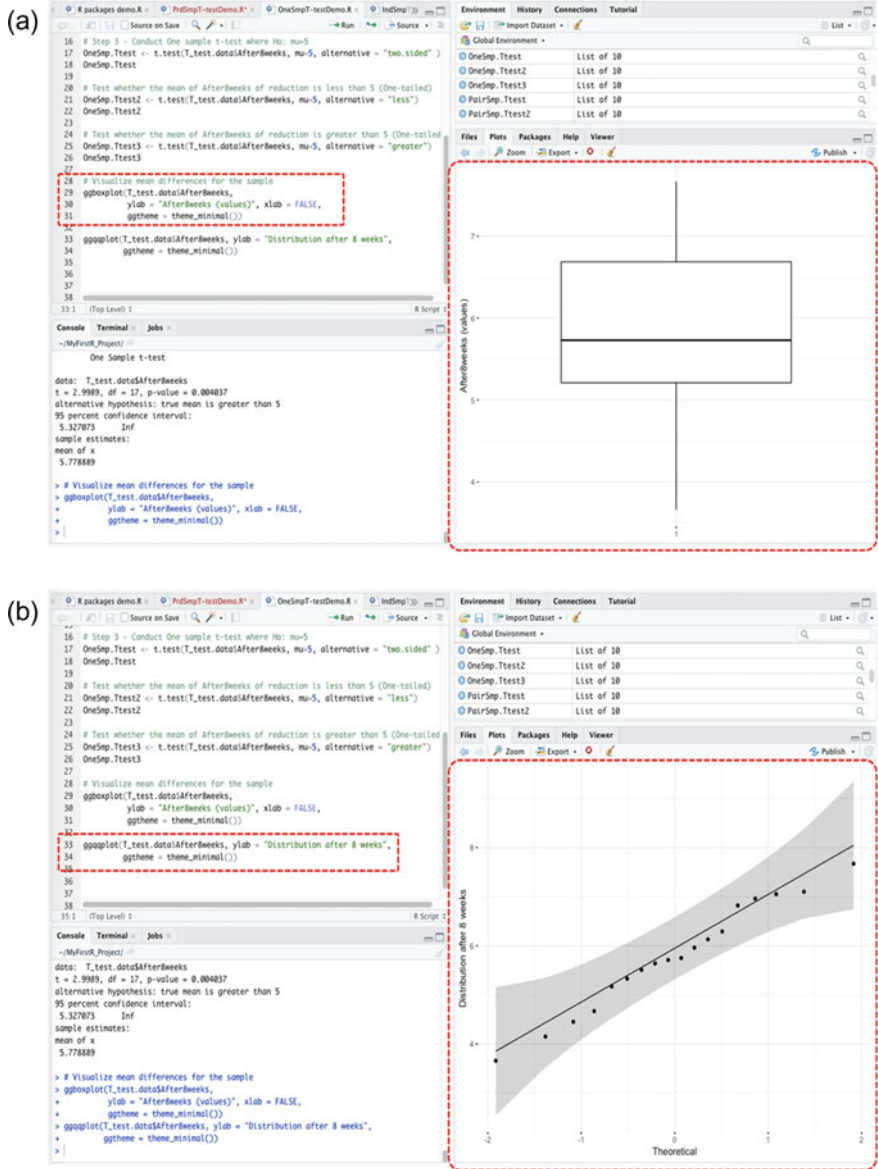 (a)
R packages demo.R × PrdSmpT-testDemo.R* × OneSmpT-testDemo.R × IndSmpT
Source on Save Run Source
16 # Step 3 - Conduct One sample t-test where Ho: mu=5
17 OneSmp.Ttest <- t.test(T_test.data$After8weeks, mu=5, alternative = "two.sided" )
18 OneSmp.Ttest
19
20 # Test whether the mean of After8weeks of reduction is less than 5 (One-tailed)
21 OneSmp.Ttest2 <- t.test(T_test.data$After8weeks, mu=5, alternative = "less")
22 OneSmp.Ttest2
23
24 # Test whether the mean of After8weeks of reduction is greater than 5 (One-tailed
25 OneSmp.Ttest3 <- t.test(T_test.data$After8weeks, mu=5, alternative = "greater")
26 OneSmp.Ttest3
27
28 # Visualize mean differences for the sample
29 ggboxplot(T_test.data$After8weeks,
30 ylab = "After8weeks (values)", xlab = FALSE,
31 ggtheme = theme_minimal())
33 ggqqplot(T_test.data$After8weeks, ylab = "Distribution after 8 weeks",
34 ggtheme = theme_minimal())
35
36
37
38
33:1 (Top Level) R Script
Console Terminal × Jobs ×
~/MyFirstR_Project/
One Sample t-test
data: T_test.data$After8weeks
t = 2.9989, df = 17, p-value = 0.004037
alternative hypothesis: true mean is greater than 5
95 percent confidence interval:
5.327073 Inf
sample estimates:
mean of x
5.778889
> # Visualize mean differences for the sample
> ggboxplot(T_test.data$After8weeks,
+ ylab = "After8weeks (values)", xlab = FALSE,
+ ggtheme = theme_minimal())
>
Environment History Connections Tutorial
Import Dataset List
Global Environment
OneSmp.Ttest List of 10
OneSmp.Ttest2 List of 10
OneSmp.Ttest3 List of 10
PairSmp.Ttest List of 10
PairSmp.Ttest2 List of 10
Files Plots Packages Help Viewer
Zoom Export Publish
After8weeks (values)
7
6
5
4
1
(b)
R packages demo.R × PrdSmpT-testDemo.R* × OneSmpT-testDemo.R × IndSmpT
Source on Save Run Source
15
16 # Step 3 - Conduct One sample t-test where Ho: mu=5
17 OneSmp.Ttest <- t.test(T_test.data$After8weeks, mu=5, alternative = "two.sided" )
18 OneSmp.Ttest
19
20 # Test whether the mean of After8weeks of reduction is less than 5 (One-tailed)
21 OneSmp.Ttest2 <- t.test(T_test.data$After8weeks, mu=5, alternative = "less")
22 OneSmp.Ttest2
23
24 # Test whether the mean of After8weeks of reduction is greater than 5 (One-tailed
25 OneSmp.Ttest3 <- t.test(T_test.data$After8weeks, mu=5, alternative = "greater")
26 OneSmp.Ttest3
27
28 # Visualize mean differences for the sample
29 ggboxplot(T_test.data$After8weeks,
30 ylab = "After8weeks (values)", xlab = FALSE,
31 ggtheme = theme_minimal())
32
33 ggqqplot(T_test.data$After8weeks, ylab = "Distribution after 8 weeks",
34 ggtheme = theme_minimal())
35
36
37
38
35:1 (Top Level) R Script
Console Terminal × Jobs ×
~/MyFirstR_Project/
data: T_test.data$After8weeks
t = 2.9989, df = 17, p-value = 0.004037
alternative hypothesis: true mean is greater than 5
95 percent confidence interval:
5.327073 Inf
sample estimates:
mean of x
5.778889
> # Visualize mean differences for the sample
> ggboxplot(T_test.data$After8weeks,
+ ylab = "After8weeks (values)", xlab = FALSE,
+ ggtheme = theme_minimal())
> ggqqplot(T_test.data$After8weeks, ylab = "Distribution after 8 weeks",
+ ggtheme = theme_minimal())
>
Environment History Connections Tutorial
Import Dataset List
Global Environment
OneSmp.Ttest List of 10
OneSmp.Ttest2 List of 10
OneSmp.Ttest3 List of 10
PairSmp.Ttest List of 10
PairSmp.Ttest2 List of 10
Files Plots Packages Help Viewer
Zoom Export Publish
Distribution after 8 weeks
8
6
4
-2 -1 0 1 2
Theoretical